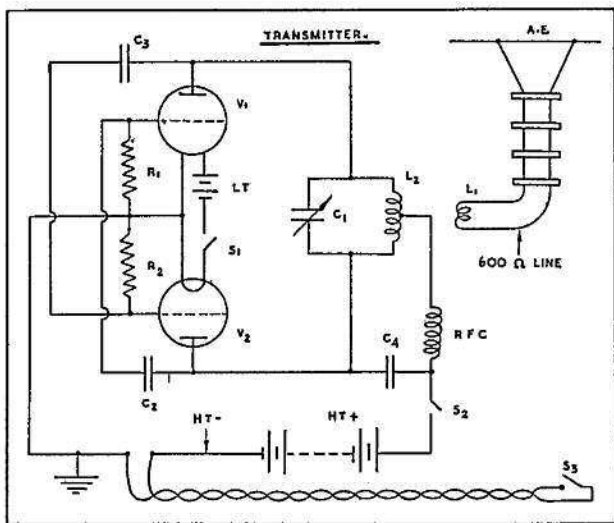 TRANSMITTER.
A.E.
C3
V1
R1
LT
L2
L1
C1
S1
600 Ω LINE
R2
V2
RFC
C4
C2
S2
HT-
HT+
S3